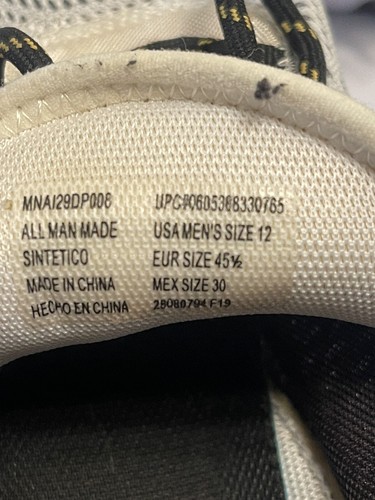 MNAI29DP006
UPC#0605388330765
ALL MAN MADE
USA MEN'S SIZE 12
SINTETICO
EUR SIZE 45½
MADE IN CHINA
MEX SIZE 30
HECHO EN CHINA
28080794 F19